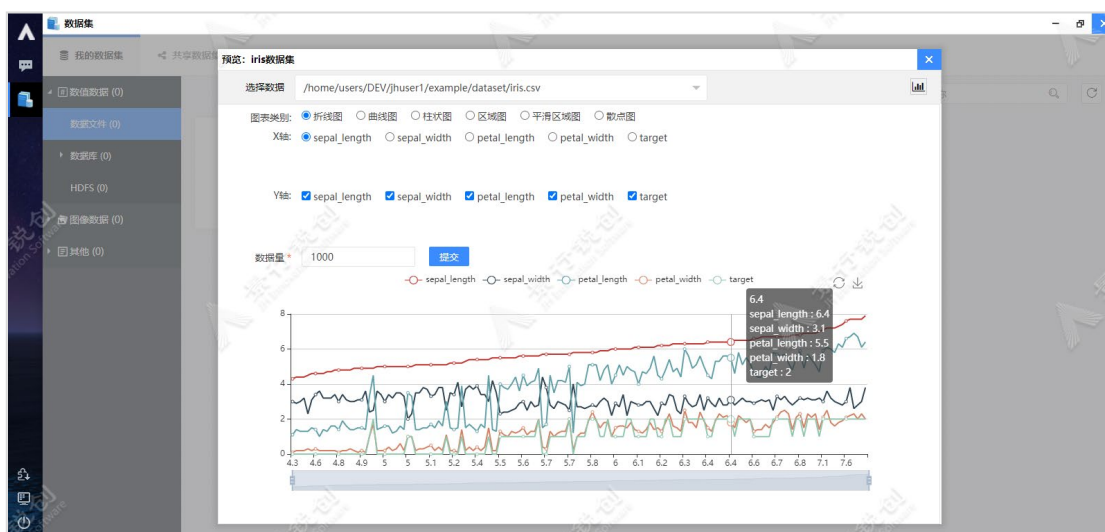 数据集
我的数据集
共享数据集
预览：iris数据集
选择数据 /home/users/DEV/jhuser1/example/dataset/iris.csv
数值数据 (0)
数据文件 (0)
数据库 (0)
HDFS (0)
图像数据 (0)
其他 (0)
图表类别: 折线图 曲线图 柱状图 区域图 平滑区域图 散点图
X轴: sepal_length sepal_width petal_length petal_width target
Y轴: sepal_length sepal_width petal_length petal_width target
数据量 * 1000 提交
sepal_length sepal_width petal_length petal_width target
6.4
sepal_length : 6.4
sepal_width : 3.1
petal_length : 5.5
petal_width : 1.8
target : 2
8
6
4
2
0
4.3 4.6 4.8 4.9 5 5 5.1 5.2 5.4 5.5 5.6 5.7 5.7 5.8 6 6.1 6.2 6.3 6.4 6.4 6.6 6.7 6.8 7.1 7.6